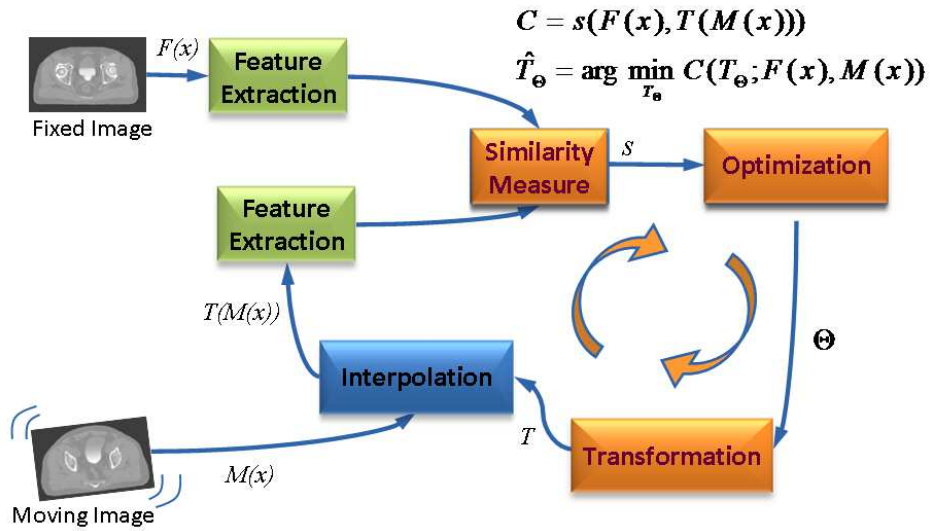 C = s(F(x), T(M(x)))
T̂_Θ = arg min_{T_Θ} C(T_Θ; F(x), M(x))
F(x)
Feature
Extraction
Fixed Image
Similarity
Measure
S
Optimization
Feature
Extraction
T(M(x))
Θ
Interpolation
T
Transformation
M(x)
Moving Image